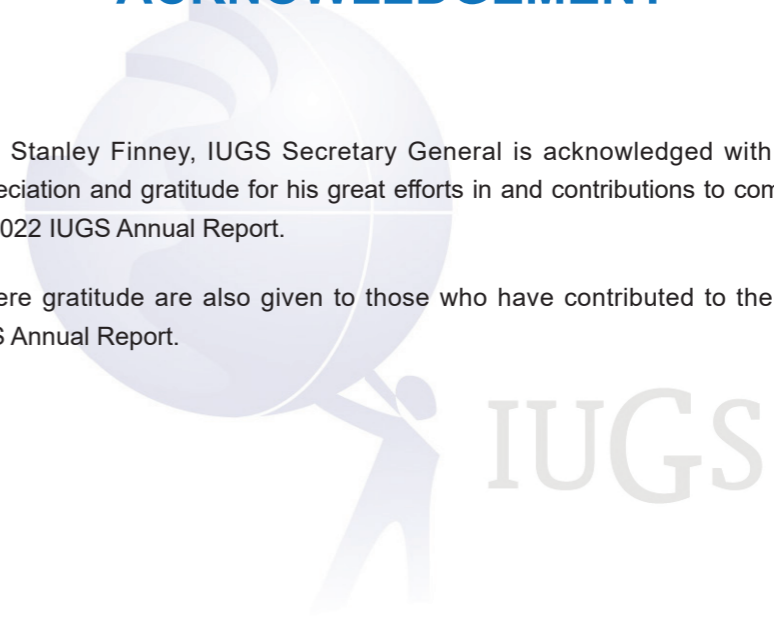 ACKNOWLEDGEMENT
Stanley Finney, IUGS Secretary General is acknowledged with
eciation and gratitude for his great efforts in and contributions to com
022 IUGS Annual Report.
ere gratitude are also given to those who have contributed to the
S Annual Report.
IUGS